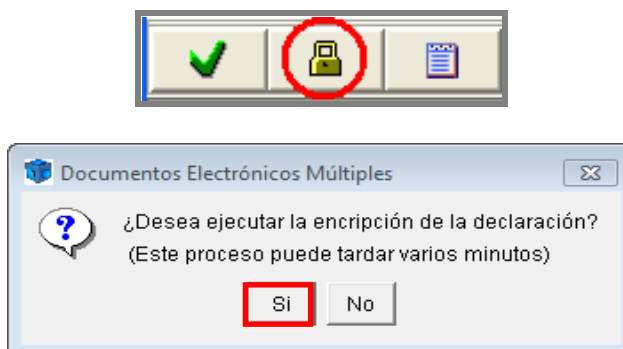 Documentos Electrónicos Múltiples
¿Desea ejecutar la encripción de la declaración?
(Este proceso puede tardar varios minutos)
Si No